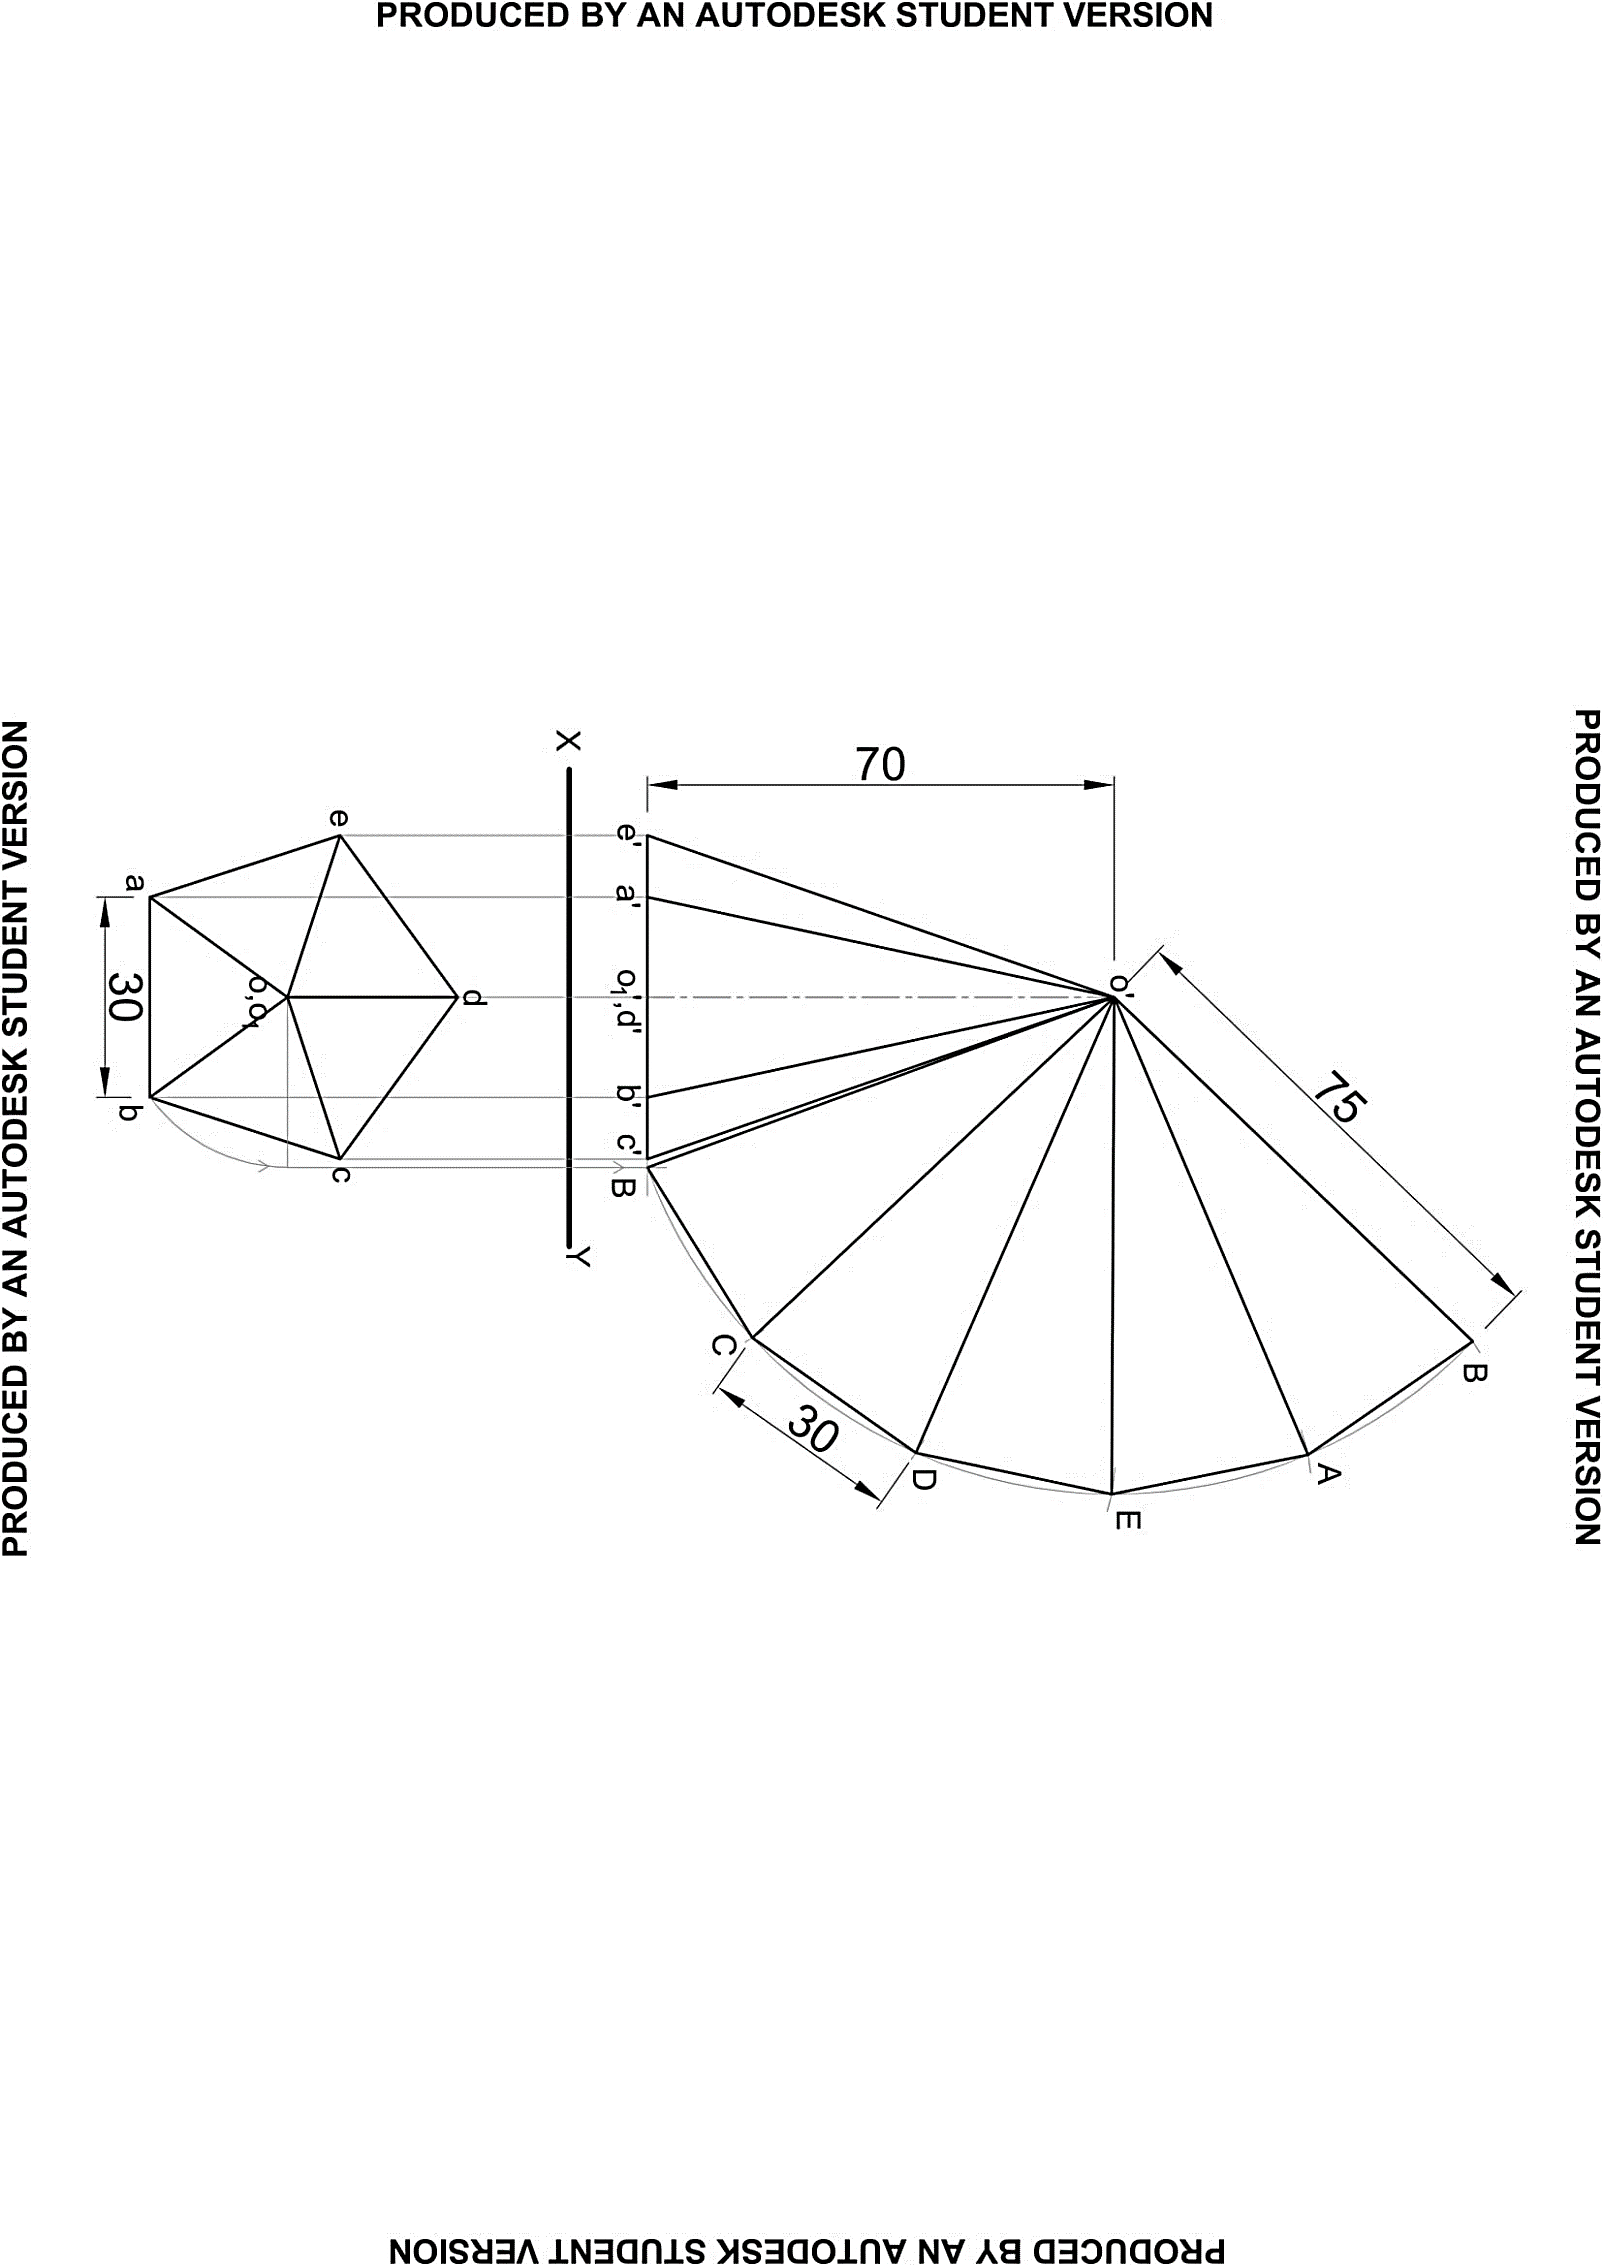 PRODUCED BY AN AUTODESK STUDENT VERSION
PRODUCED BY AN AUTODESK STUDENT VERSION
PRODUCED BY AN AUTODESK STUDENT VERSION
X
70
e
e'
a
a'
30
o,o1
d
o1',d'
o'
75
b
b'
c
c'
B
Y
C
30
D
E
A
B
PRODUCED BY AN AUTODESK STUDENT VERSION